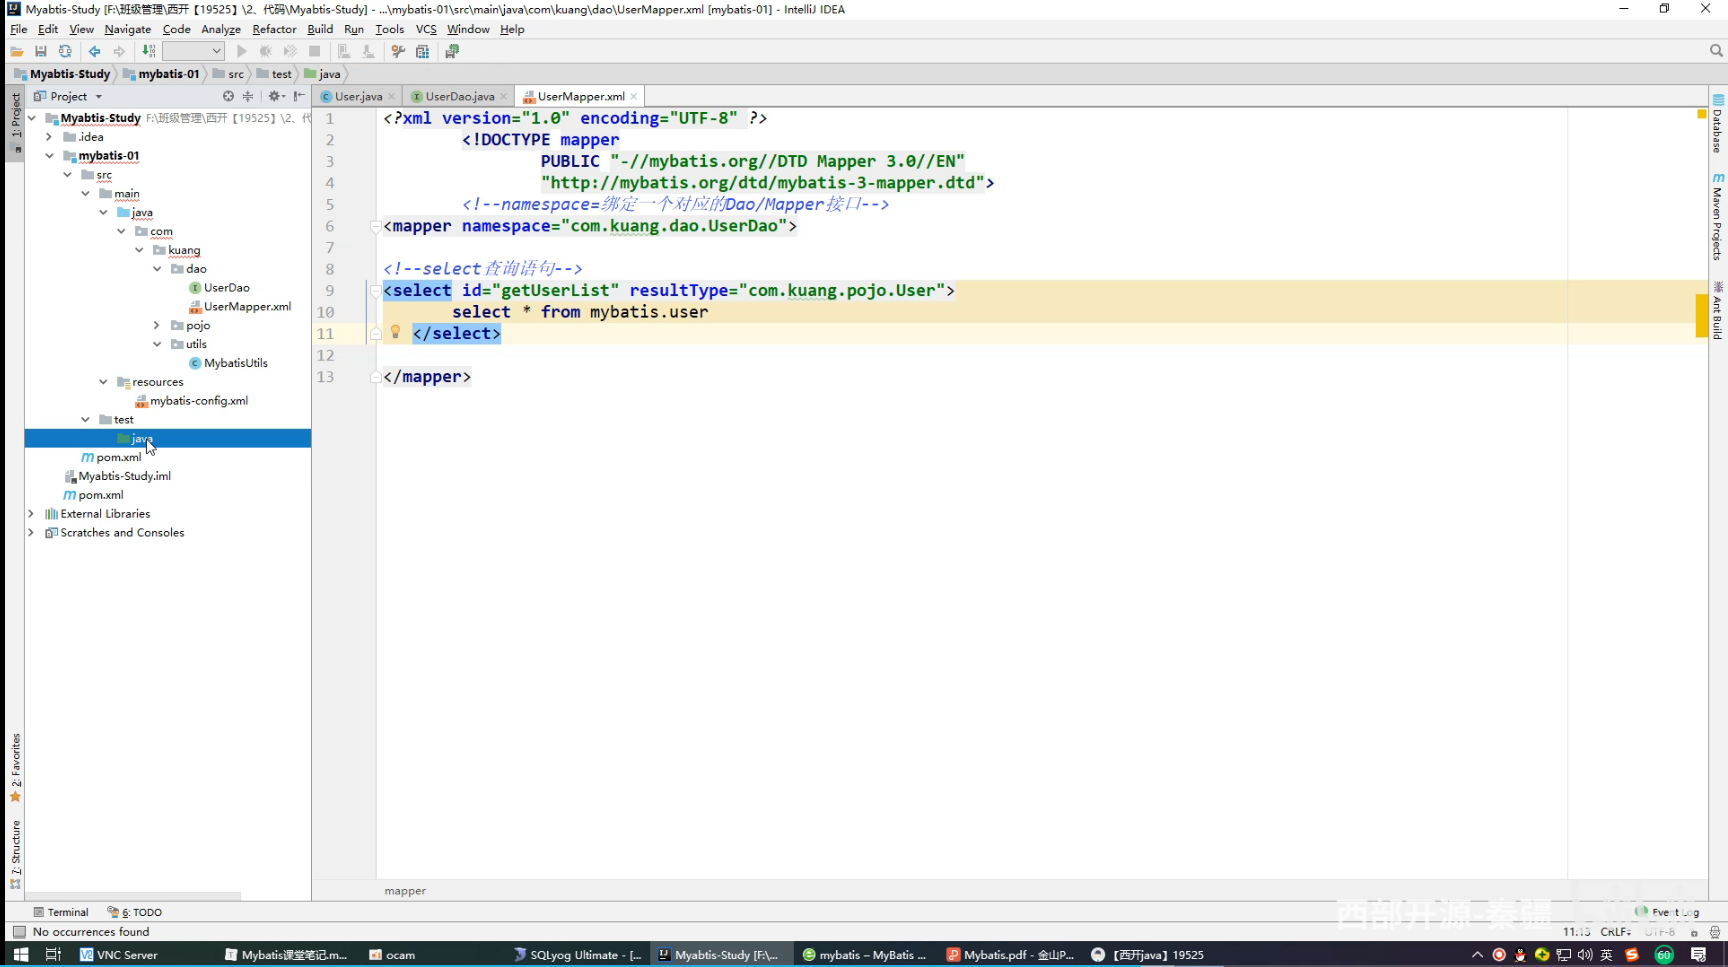 Myabtis-Study [F:\班级管理\西开【19525】\2、代码\Myabtis-Study] - ...\mybatis-01\src\main\java\com\kuang\dao\UserMapper.xml [mybatis-01] - IntelliJ IDEA
File Edit View Navigate Code Analyze Refactor Build Run Tools VCS Window Help
Myabtis-Study mybatis-01 src test java
Project
User.java UserDao.java UserMapper.xml
1: Project
2: Favorites
7: Structure
Myabtis-Study F:\班级管理\西开【19525】\2、代
.idea
mybatis-01
src
main
java
com
kuang
dao
UserDao
UserMapper.xml
pojo
utils
MybatisUtils
resources
mybatis-config.xml
test
java
pom.xml
Myabtis-Study.iml
pom.xml
External Libraries
Scratches and Consoles
1 <?xml version="1.0" encoding="UTF-8" ?>
2 <!DOCTYPE mapper
3 PUBLIC "-//mybatis.org//DTD Mapper 3.0//EN"
4 "http://mybatis.org/dtd/mybatis-3-mapper.dtd">
5 <!--namespace=绑定一个对应的Dao/Mapper接口-->
6 <mapper namespace="com.kuang.dao.UserDao">
7
8 <!--select查询语句-->
9 <select id="getUserList" resultType="com.kuang.pojo.User">
10 select * from mybatis.user
11 </select>
12
13 </mapper>
Database
Maven Projects
Ant Build
mapper
Terminal 6: TODO
西部开源-秦疆
Event Log
No occurrences found
11:13 CRLF UTF-8
VNC Server Mybatis课堂笔记.m... ocam SQLyog Ultimate - [... Myabtis-Study [F:\... mybatis – MyBatis ... Mybatis.pdf - 金山P... 【西开java】19525 英 60